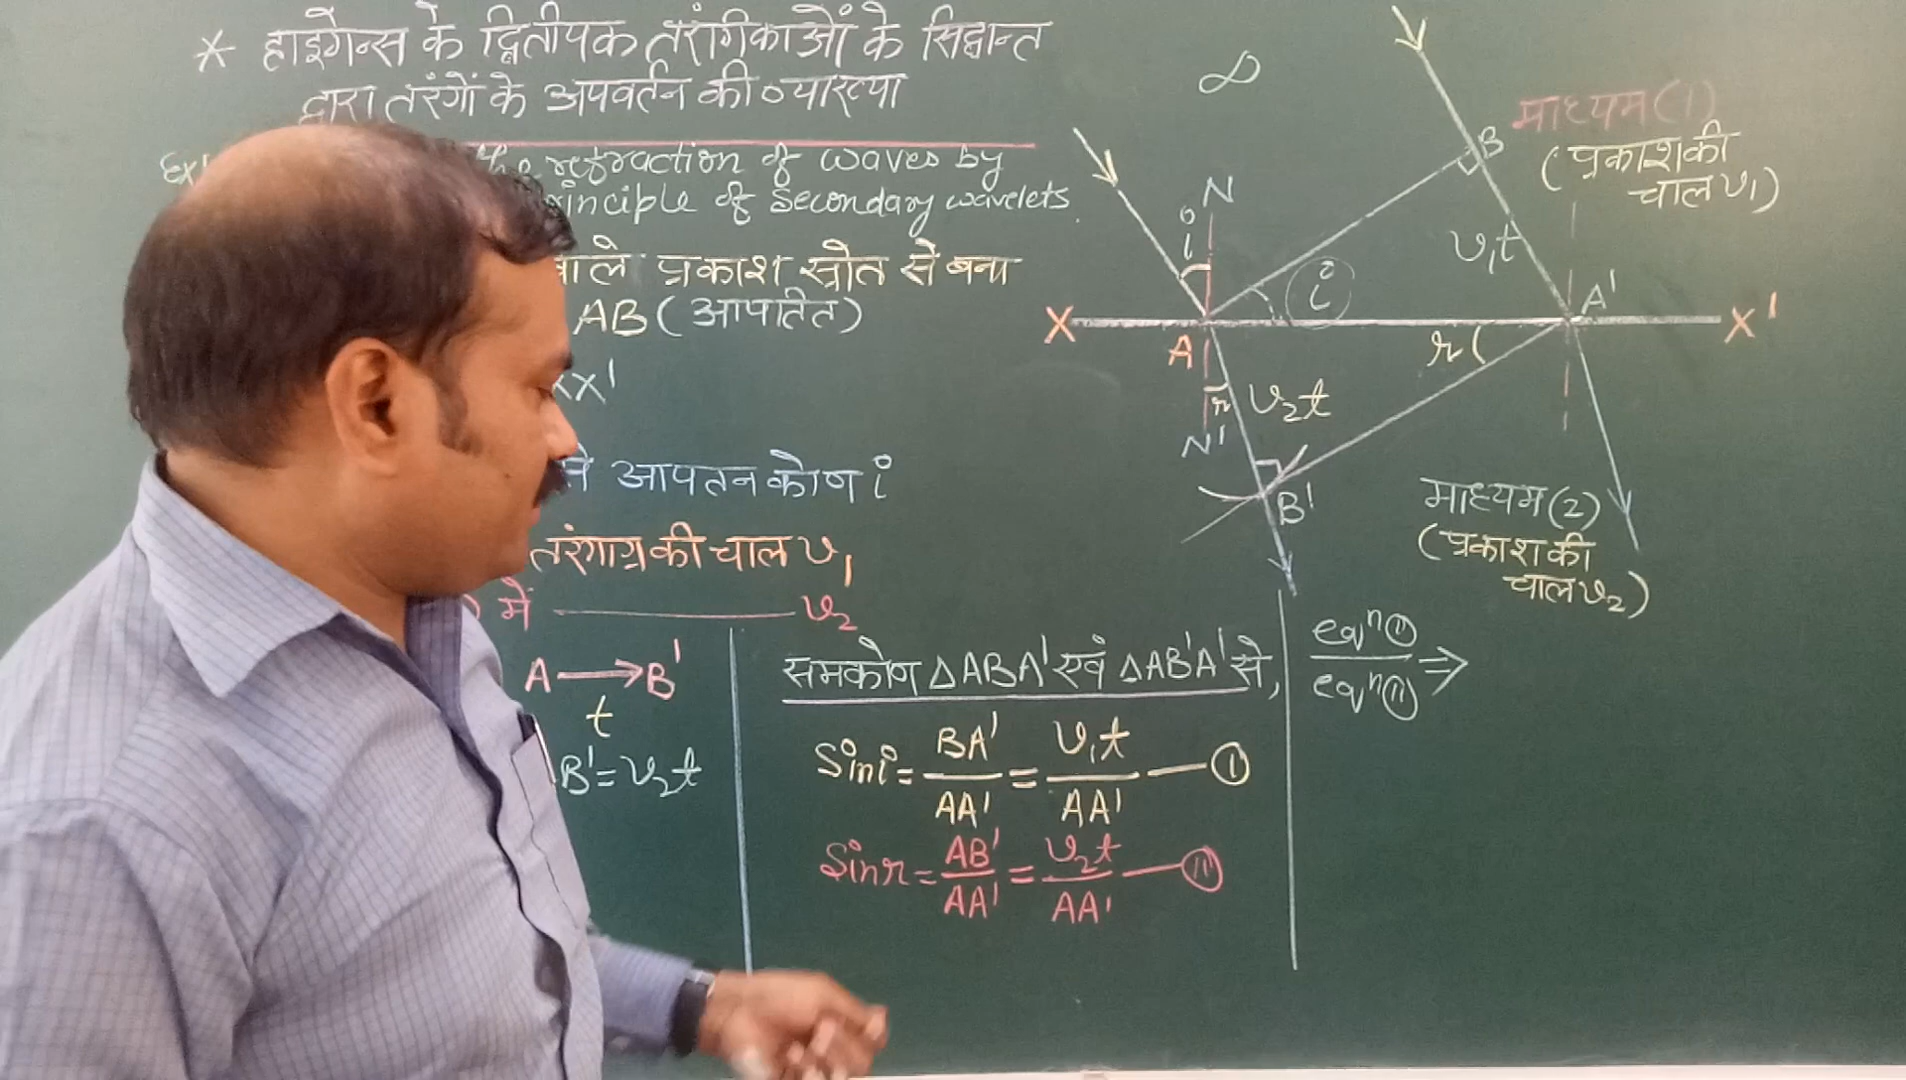 * हाइगेन्स के द्वितीयक तरंगिकाओं के सिद्धान्त
द्वारा तरंगों के अपवर्तन की व्याख्या
the refraction of waves by
principle of secondary wavelets.
वाले प्रकाश स्रोत से बना
AB (आपतित)
XX'
से आपतन कोण i
तरंगाग्र की चाल v₁
में ——— v₂
A ⟶ B'
t
B' = v₂t
समकोण ΔABA' एवं ΔAB'A' से,
Sin i = BA'/AA' = v₁t/AA' — (I)
Sin r = AB'/AA' = v₂t/AA' — (II)
eqⁿ(I)/eqⁿ(II) ⇒
∞
माध्यम (1)
(प्रकाश की
चाल v₁)
B
N
i
v₁t
i
A'
X
X'
A
r
r
v₂t
N'
B'
माध्यम (2)
(प्रकाश की
चाल v₂)